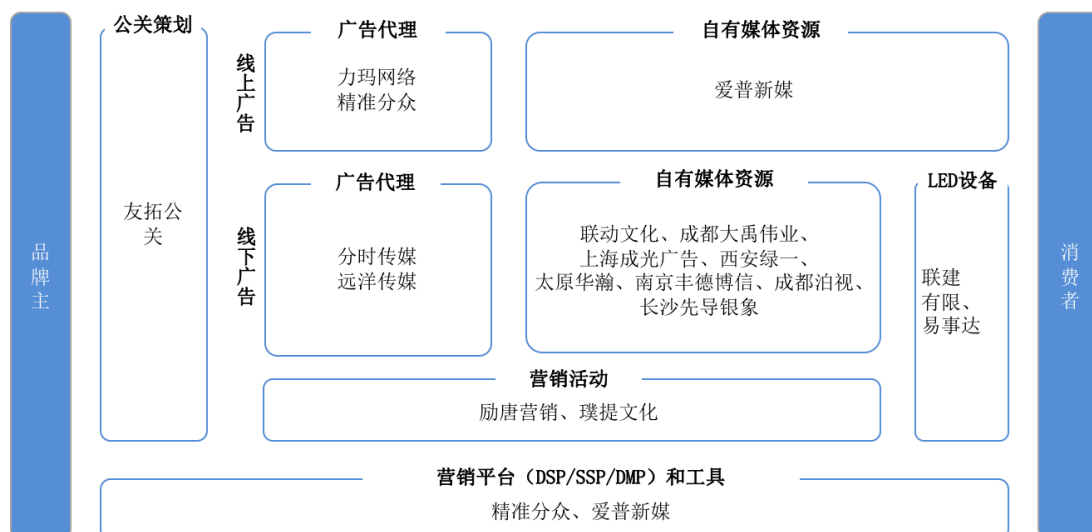 公关策划
广告代理
自有媒体资源
线上广告
力玛网络
精准分众
爱普新媒
广告代理
自有媒体资源
LED设备
友拓公
关
线下广告
分时传媒
远洋传媒
联动文化、成都大禹伟业、
上海成光广告、西安绿一、
太原华瀚、南京丰德博信、成都泊视、
长沙先导银象
联建
有限、
易事达
品牌主
消费者
营销活动
励唐营销、璞提文化
营销平台（DSP/SSP/DMP）和工具
精准分众、爱普新媒